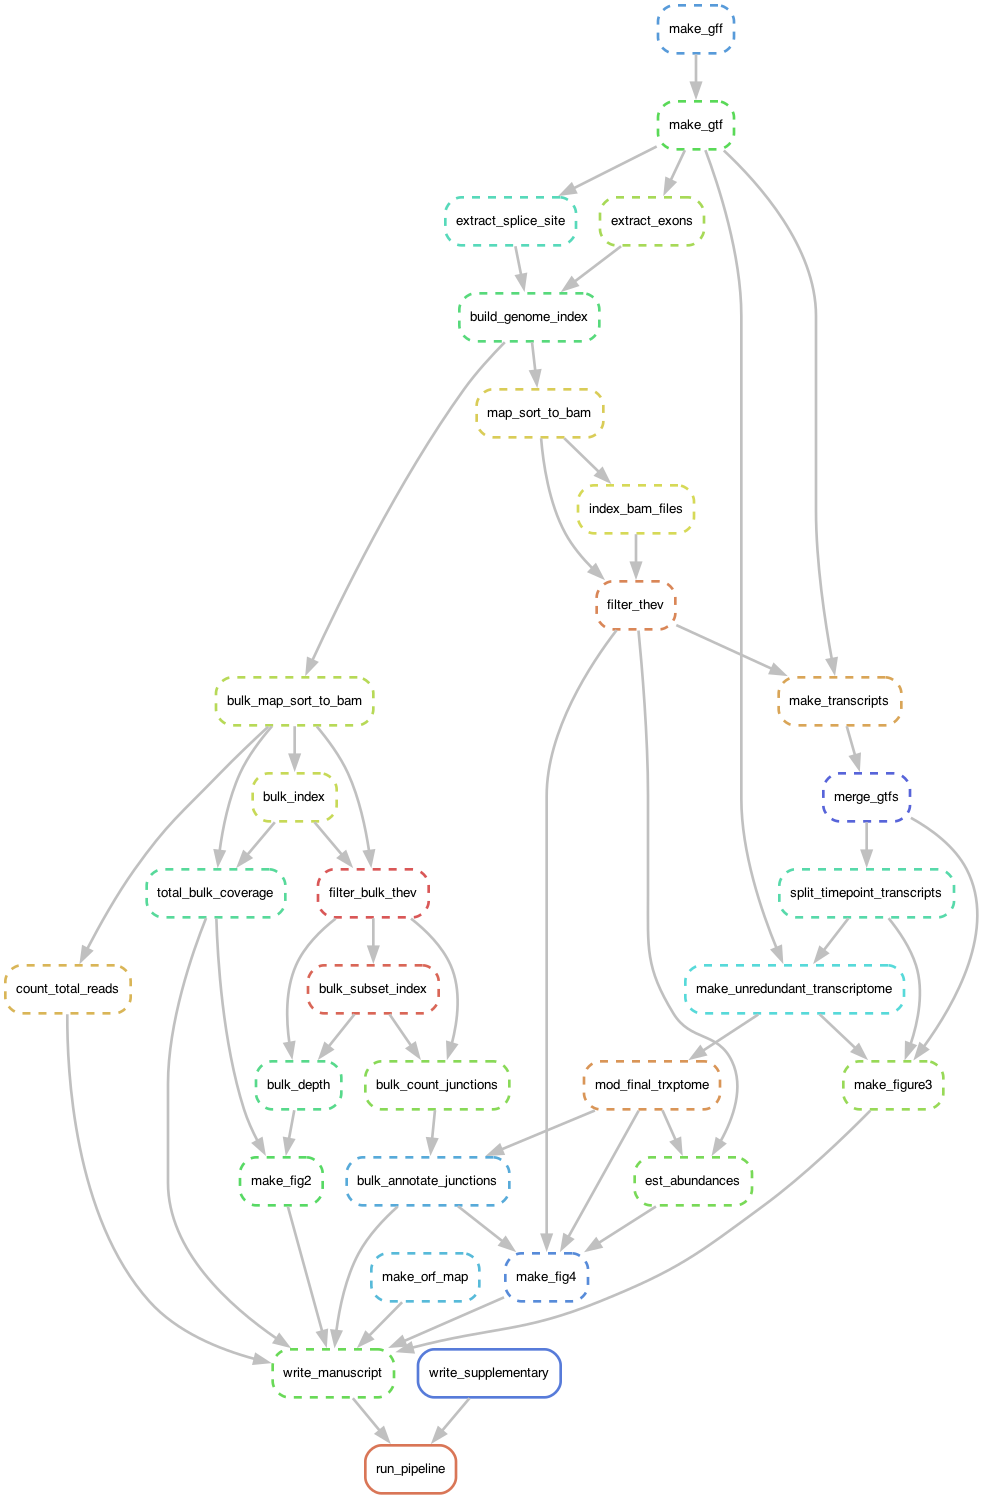 make_gff
make_gtf
extract_splice_site
extract_exons
build_genome_index
map_sort_to_bam
index_bam_files
filter_thev
bulk_map_sort_to_bam
make_transcripts
bulk_index
merge_gtfs
total_bulk_coverage
filter_bulk_thev
split_timepoint_transcripts
count_total_reads
bulk_subset_index
make_unredundant_transcriptome
bulk_depth
bulk_count_junctions
mod_final_trxptome
make_figure3
make_fig2
bulk_annotate_junctions
est_abundances
make_orf_map
make_fig4
write_manuscript
write_supplementary
run_pipeline